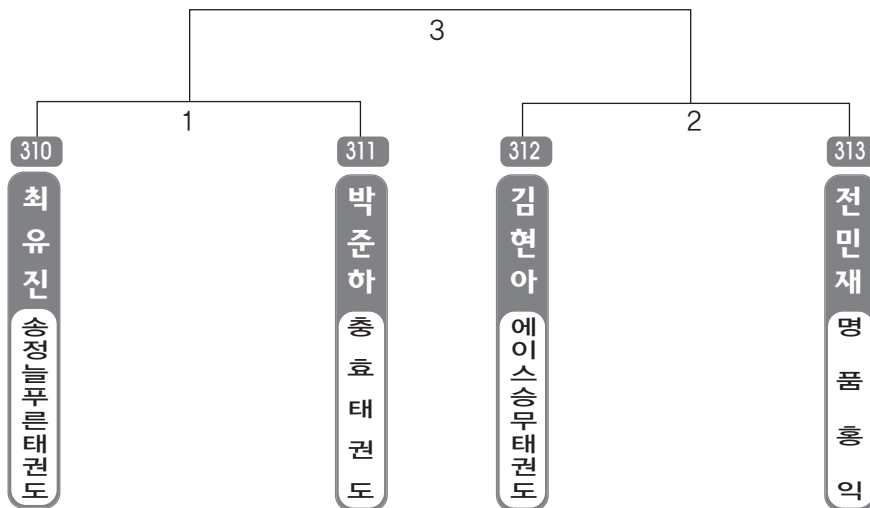 3
1
2
310
311
312
313
최유진
송정늘푸른태권도
박준하
충효태권도
김현아
에이스승무태권도
전민재
명품홍익